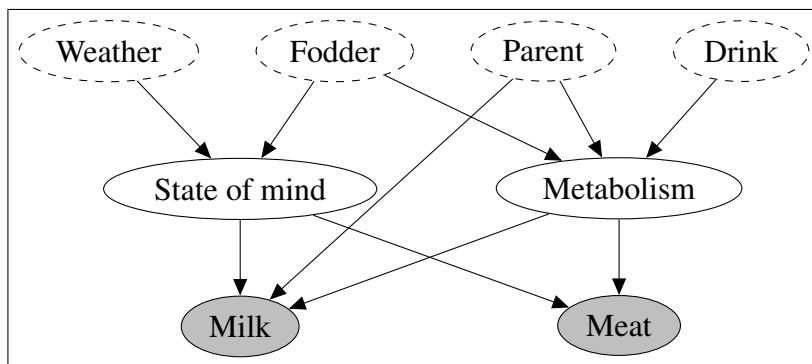 Weather Fodder Parent Drink
State of mind Metabolism
Milk Meat